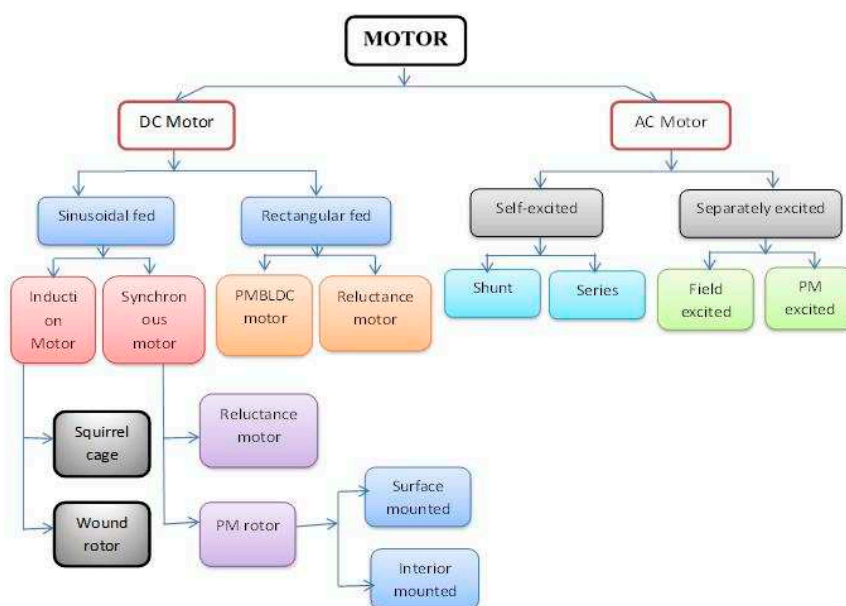 MOTOR
DC Motor
AC Motor
Sinusoidal fed
Rectangular fed
Self-excited
Separately excited
Inducti
on
Motor
Synchron
ous
motor
PMBLDC
motor
Reluctance
motor
Shunt
Series
Field
excited
PM
excited
Squirrel
cage
Reluctance
motor
Wound
rotor
PM rotor
Surface
mounted
Interior
mounted